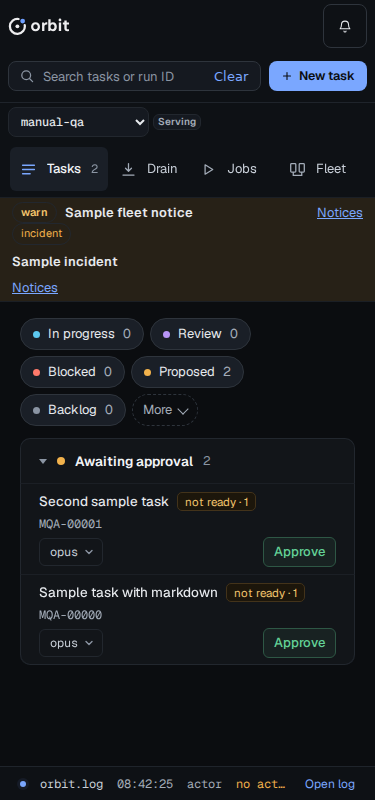 orbit
Search tasks or run ID Clear + New task
manual-qa Serving
Tasks 2 Drain Jobs Fleet
warn Sample fleet notice Notices
incident
Sample incident
Notices
In progress 0 Review 0
Blocked 0 Proposed 2
Backlog 0 More
Awaiting approval 2
Second sample task not ready · 1
MQA-00001
opus Approve
Sample task with markdown not ready · 1
MQA-00000
opus Approve
orbit.log 08:42:25 actor no act… Open log